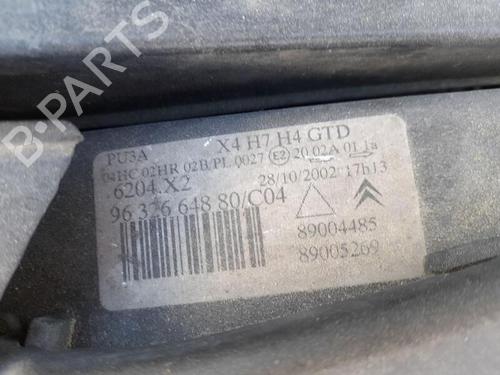 B-PARTS
PU3A X4 H7 H4 GTD
04HC 02HR 02B/PL 0027 E2 20 02A 01 1a
6204.X2 28/10/2002 17h13
96 376 648 80/C04
89004485
89005269